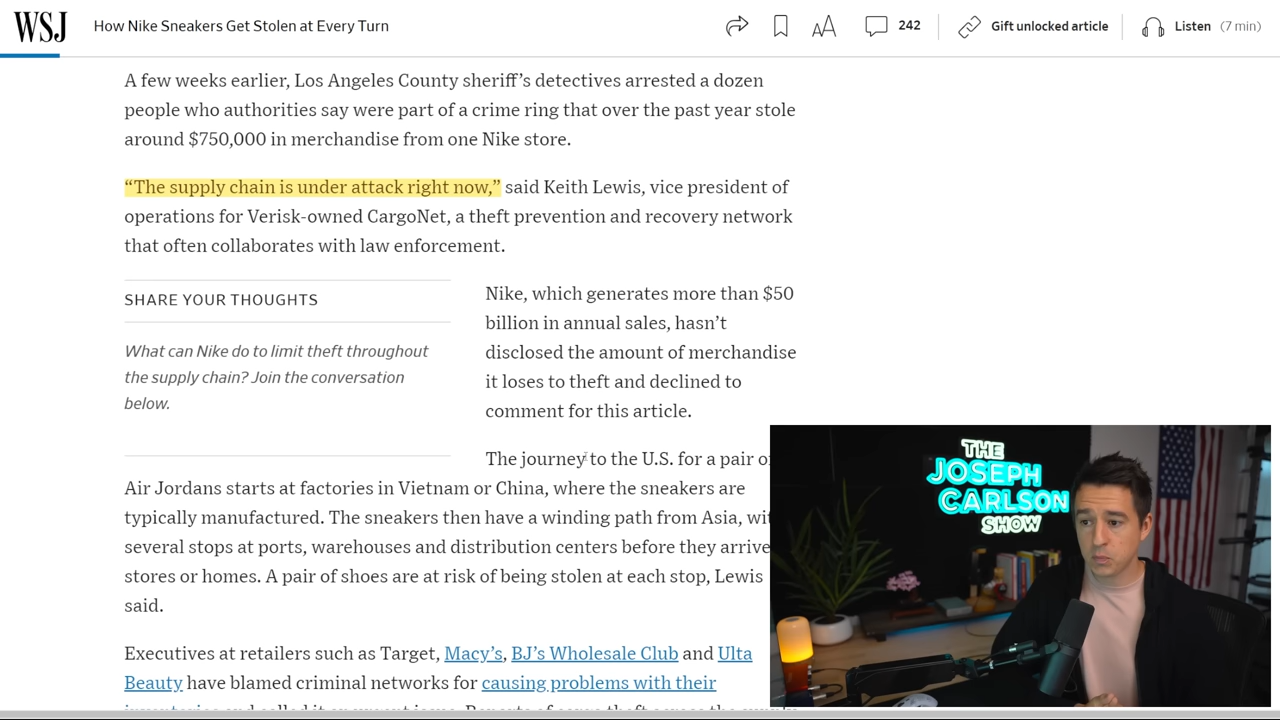 WSJ
How Nike Sneakers Get Stolen at Every Turn
242
Gift unlocked article
Listen (7 min)
A few weeks earlier, Los Angeles County sheriff’s detectives arrested a dozen
people who authorities say were part of a crime ring that over the past year stole
around $750,000 in merchandise from one Nike store.
“The supply chain is under attack right now,” said Keith Lewis, vice president of
operations for Verisk-owned CargoNet, a theft prevention and recovery network
that often collaborates with law enforcement.
SHARE YOUR THOUGHTS
What can Nike do to limit theft throughout
the supply chain? Join the conversation
below.
Nike, which generates more than $50
billion in annual sales, hasn’t
disclosed the amount of merchandise
it loses to theft and declined to
comment for this article.
The journey to the U.S. for a pair
Air Jordans starts at factories in Vietnam or China, where the sneakers are
typically manufactured. The sneakers then have a winding path from Asia,
several stops at ports, warehouses and distribution centers before they arrive
stores or homes. A pair of shoes are at risk of being stolen at each stop, Lewis
said.
Executives at retailers such as Target, Macy’s, BJ’s Wholesale Club and Ulta
Beauty have blamed criminal networks for causing problems with their
THE
JOSEPH
CARLSON
SHOW